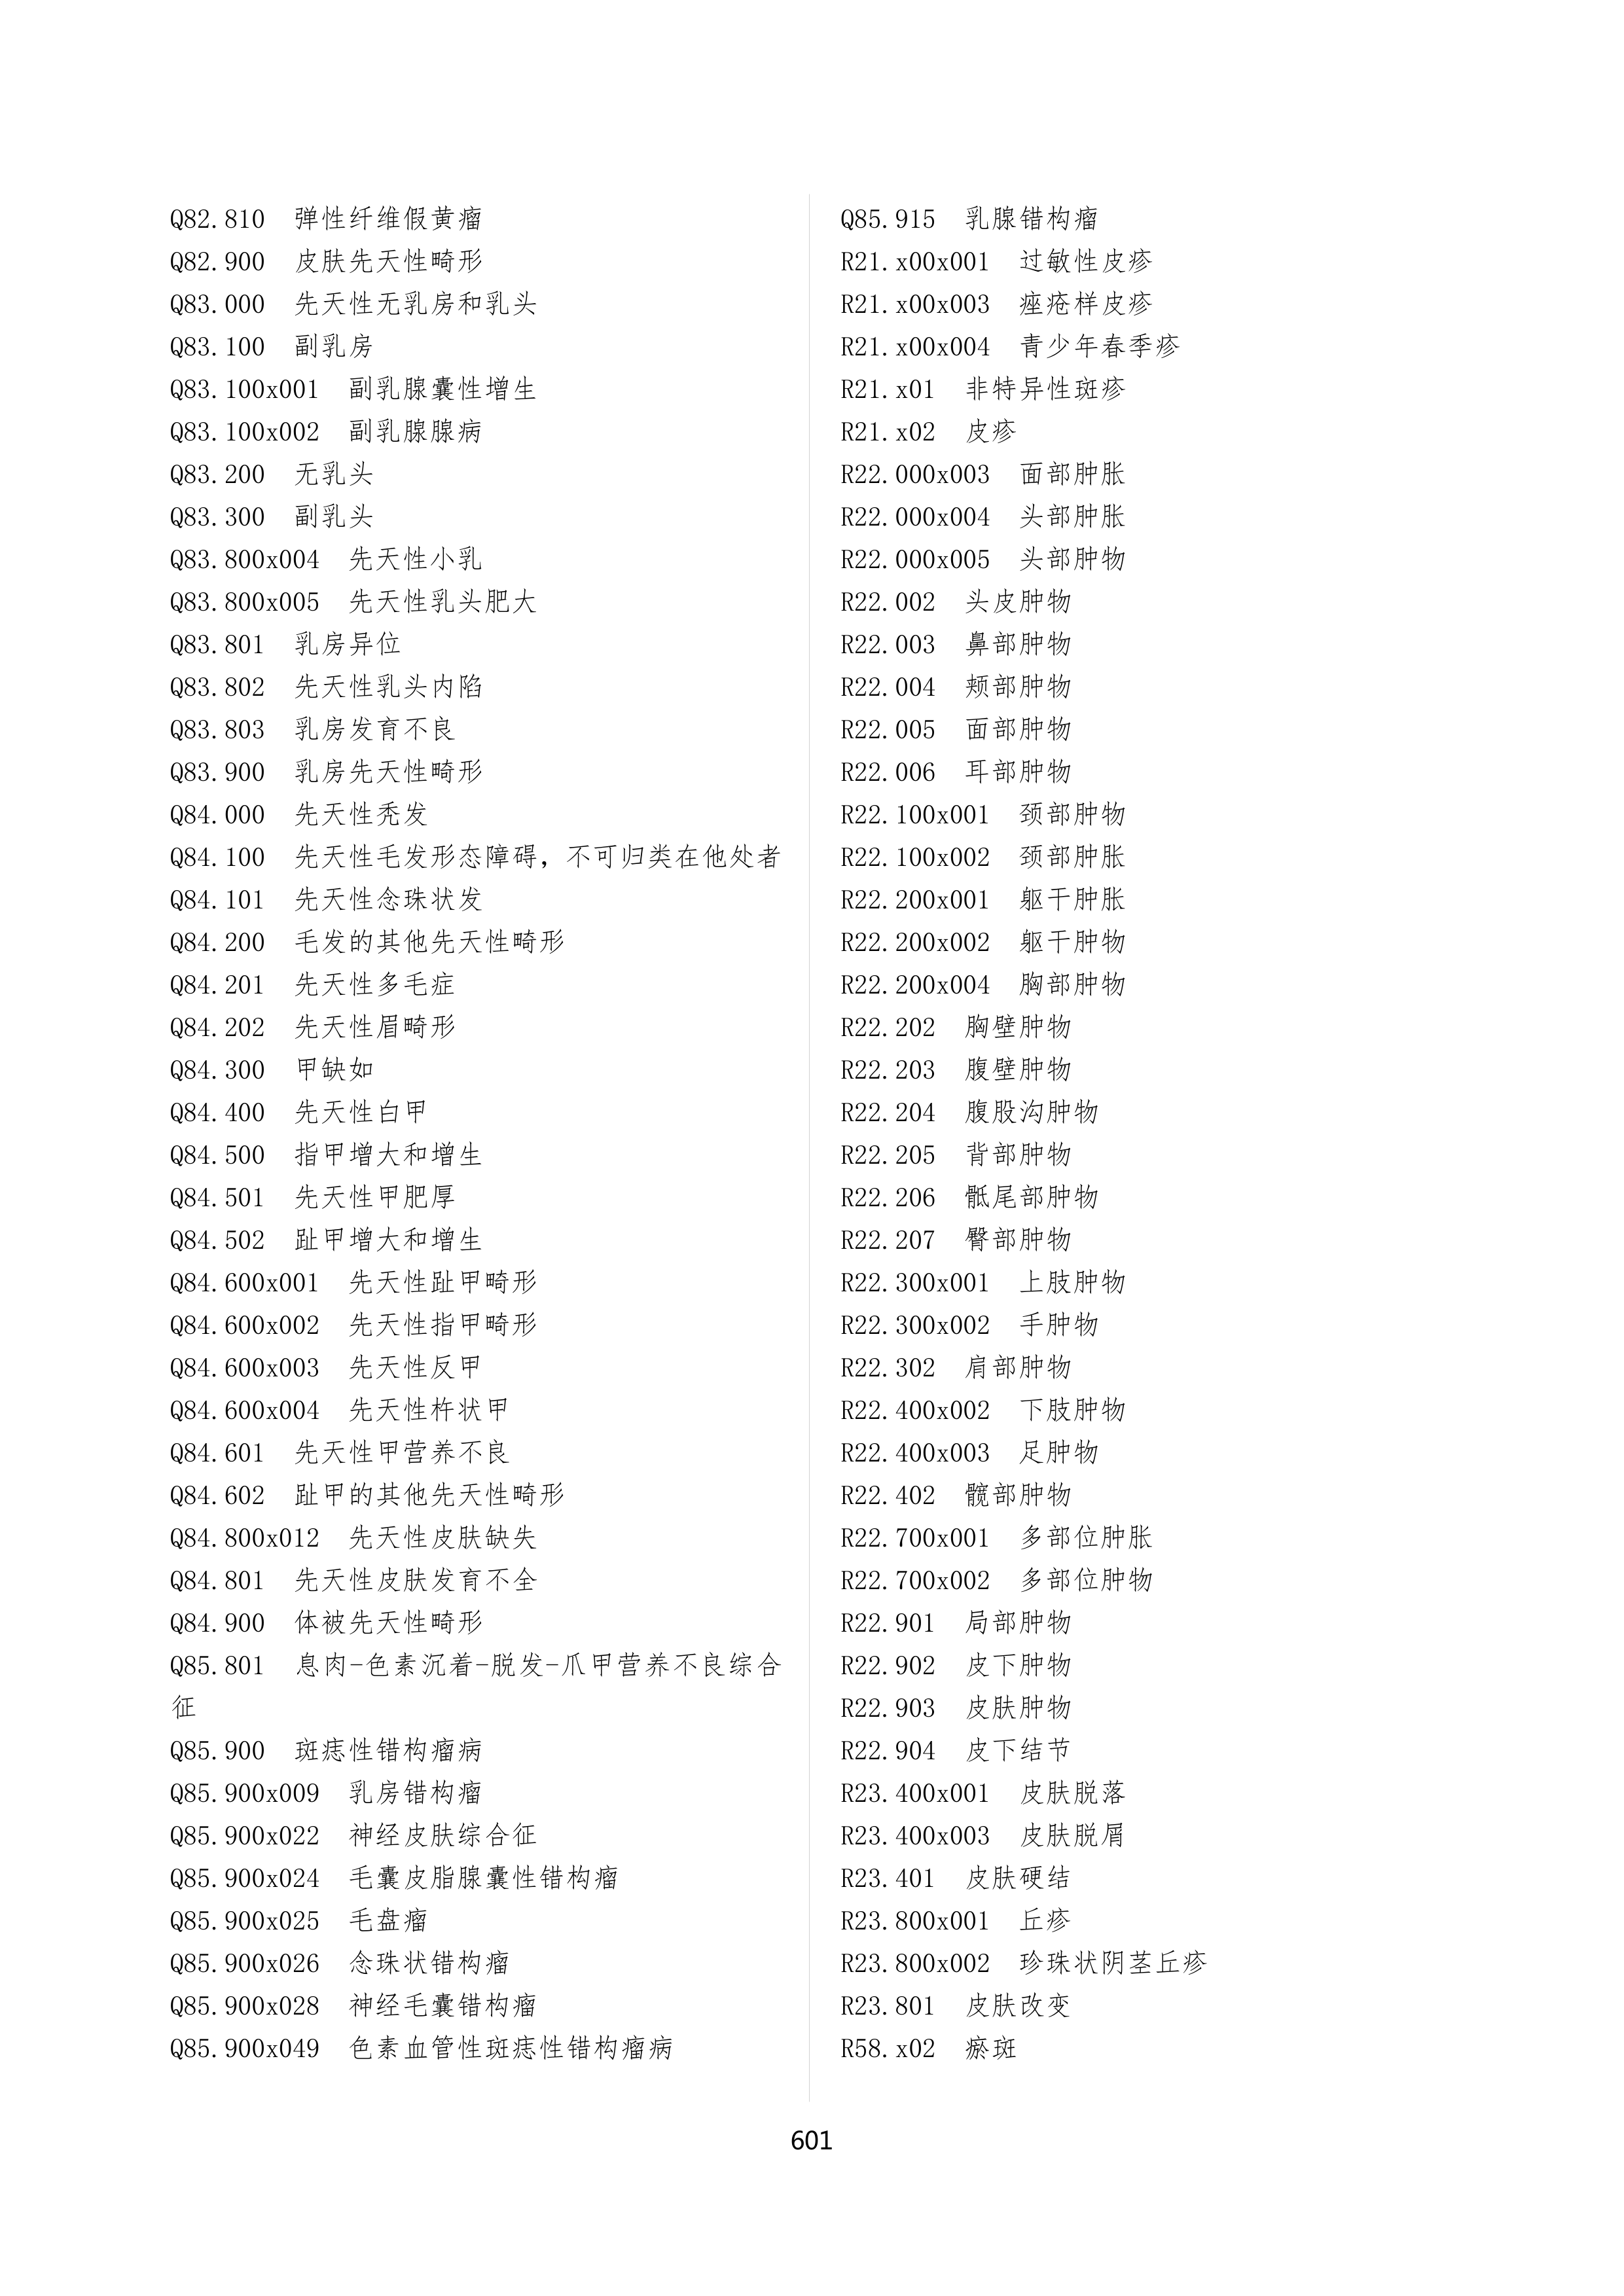 Q82.810 弹性纤维假黄瘤
Q82.900 皮肤先天性畸形
Q83.000 先天性无乳房和乳头
Q83.100 副乳房
Q83.100x001 副乳腺囊性增生
Q83.100x002 副乳腺腺病
Q83.200 无乳头
Q83.300 副乳头
Q83.800x004 先天性小乳
Q83.800x005 先天性乳头肥大
Q83.801 乳房异位
Q83.802 先天性乳头内陷
Q83.803 乳房发育不良
Q83.900 乳房先天性畸形
Q84.000 先天性秃发
Q84.100 先天性毛发形态障碍，不可归类在他处者
Q84.101 先天性念珠状发
Q84.200 毛发的其他先天性畸形
Q84.201 先天性多毛症
Q84.202 先天性眉畸形
Q84.300 甲缺如
Q84.400 先天性白甲
Q84.500 指甲增大和增生
Q84.501 先天性甲肥厚
Q84.502 趾甲增大和增生
Q84.600x001 先天性趾甲畸形
Q84.600x002 先天性指甲畸形
Q84.600x003 先天性反甲
Q84.600x004 先天性杵状甲
Q84.601 先天性甲营养不良
Q84.602 趾甲的其他先天性畸形
Q84.800x012 先天性皮肤缺失
Q84.801 先天性皮肤发育不全
Q84.900 体被先天性畸形
Q85.801 息肉-色素沉着-脱发-爪甲营养不良综合
征
Q85.900 斑痣性错构瘤病
Q85.900x009 乳房错构瘤
Q85.900x022 神经皮肤综合征
Q85.900x024 毛囊皮脂腺囊性错构瘤
Q85.900x025 毛盘瘤
Q85.900x026 念珠状错构瘤
Q85.900x028 神经毛囊错构瘤
Q85.900x049 色素血管性斑痣性错构瘤病
Q85.915 乳腺错构瘤
R21.x00x001 过敏性皮疹
R21.x00x003 痤疮样皮疹
R21.x00x004 青少年春季疹
R21.x01 非特异性斑疹
R21.x02 皮疹
R22.000x003 面部肿胀
R22.000x004 头部肿胀
R22.000x005 头部肿物
R22.002 头皮肿物
R22.003 鼻部肿物
R22.004 颊部肿物
R22.005 面部肿物
R22.006 耳部肿物
R22.100x001 颈部肿物
R22.100x002 颈部肿胀
R22.200x001 躯干肿胀
R22.200x002 躯干肿物
R22.200x004 胸部肿物
R22.202 胸壁肿物
R22.203 腹壁肿物
R22.204 腹股沟肿物
R22.205 背部肿物
R22.206 骶尾部肿物
R22.207 臀部肿物
R22.300x001 上肢肿物
R22.300x002 手肿物
R22.302 肩部肿物
R22.400x002 下肢肿物
R22.400x003 足肿物
R22.402 髋部肿物
R22.700x001 多部位肿胀
R22.700x002 多部位肿物
R22.901 局部肿物
R22.902 皮下肿物
R22.903 皮肤肿物
R22.904 皮下结节
R23.400x001 皮肤脱落
R23.400x003 皮肤脱屑
R23.401 皮肤硬结
R23.800x001 丘疹
R23.800x002 珍珠状阴茎丘疹
R23.801 皮肤改变
R58.x02 瘀斑
601